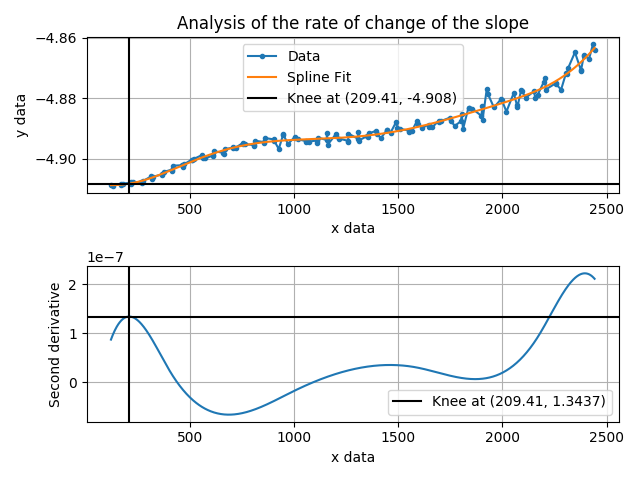 Analysis of the rate of change of the slope
−4.86
−4.88
−4.90
y data
Data
Spline Fit
Knee at (209.41, -4.908)
500
1000
1500
2000
2500
x data
1e−7
2
1
0
Second derivative
Knee at (209.41, 1.3437)
500
1000
1500
2000
2500
x data